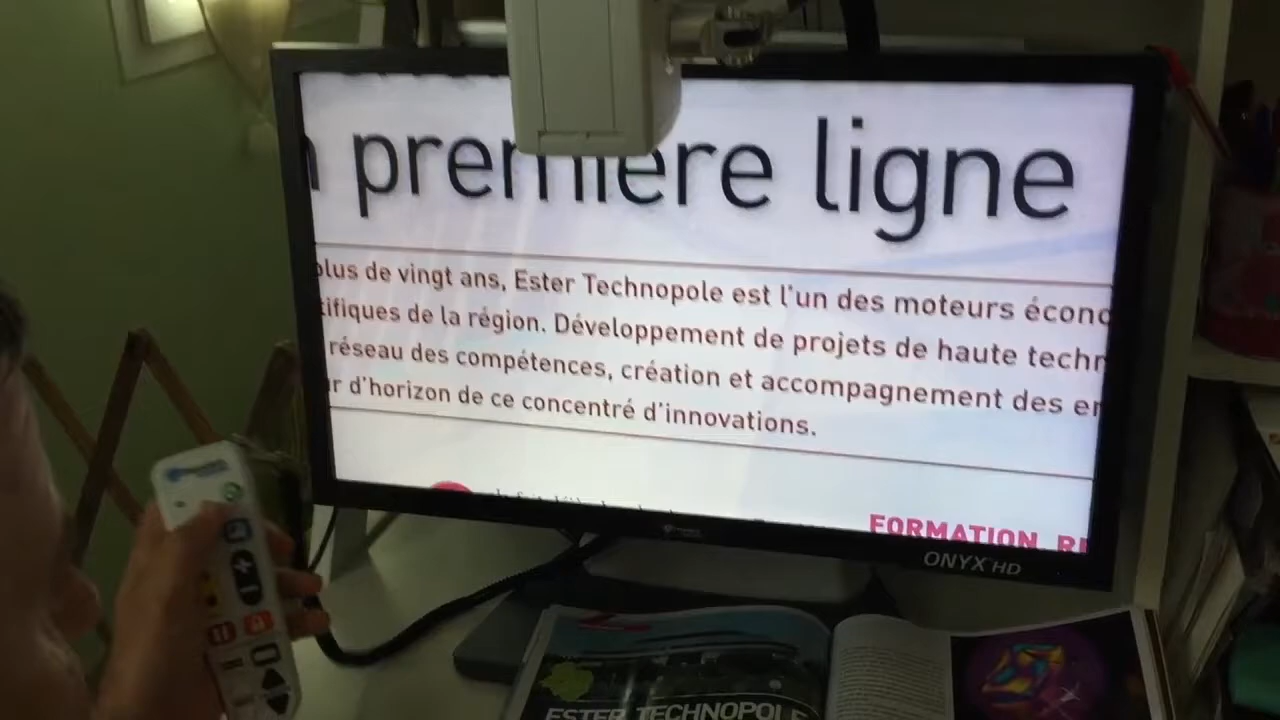 première ligne
plus de vingt ans, Ester Technopole est l'un des moteurs écono
tifiques de la région. Développement de projets de haute techn
réseau des compétences, création et accompagnement des en
r d'horizon de ce concentré d'innovations.
FORMATION, R
ONYX HD
ESTER TECHNOPOLE